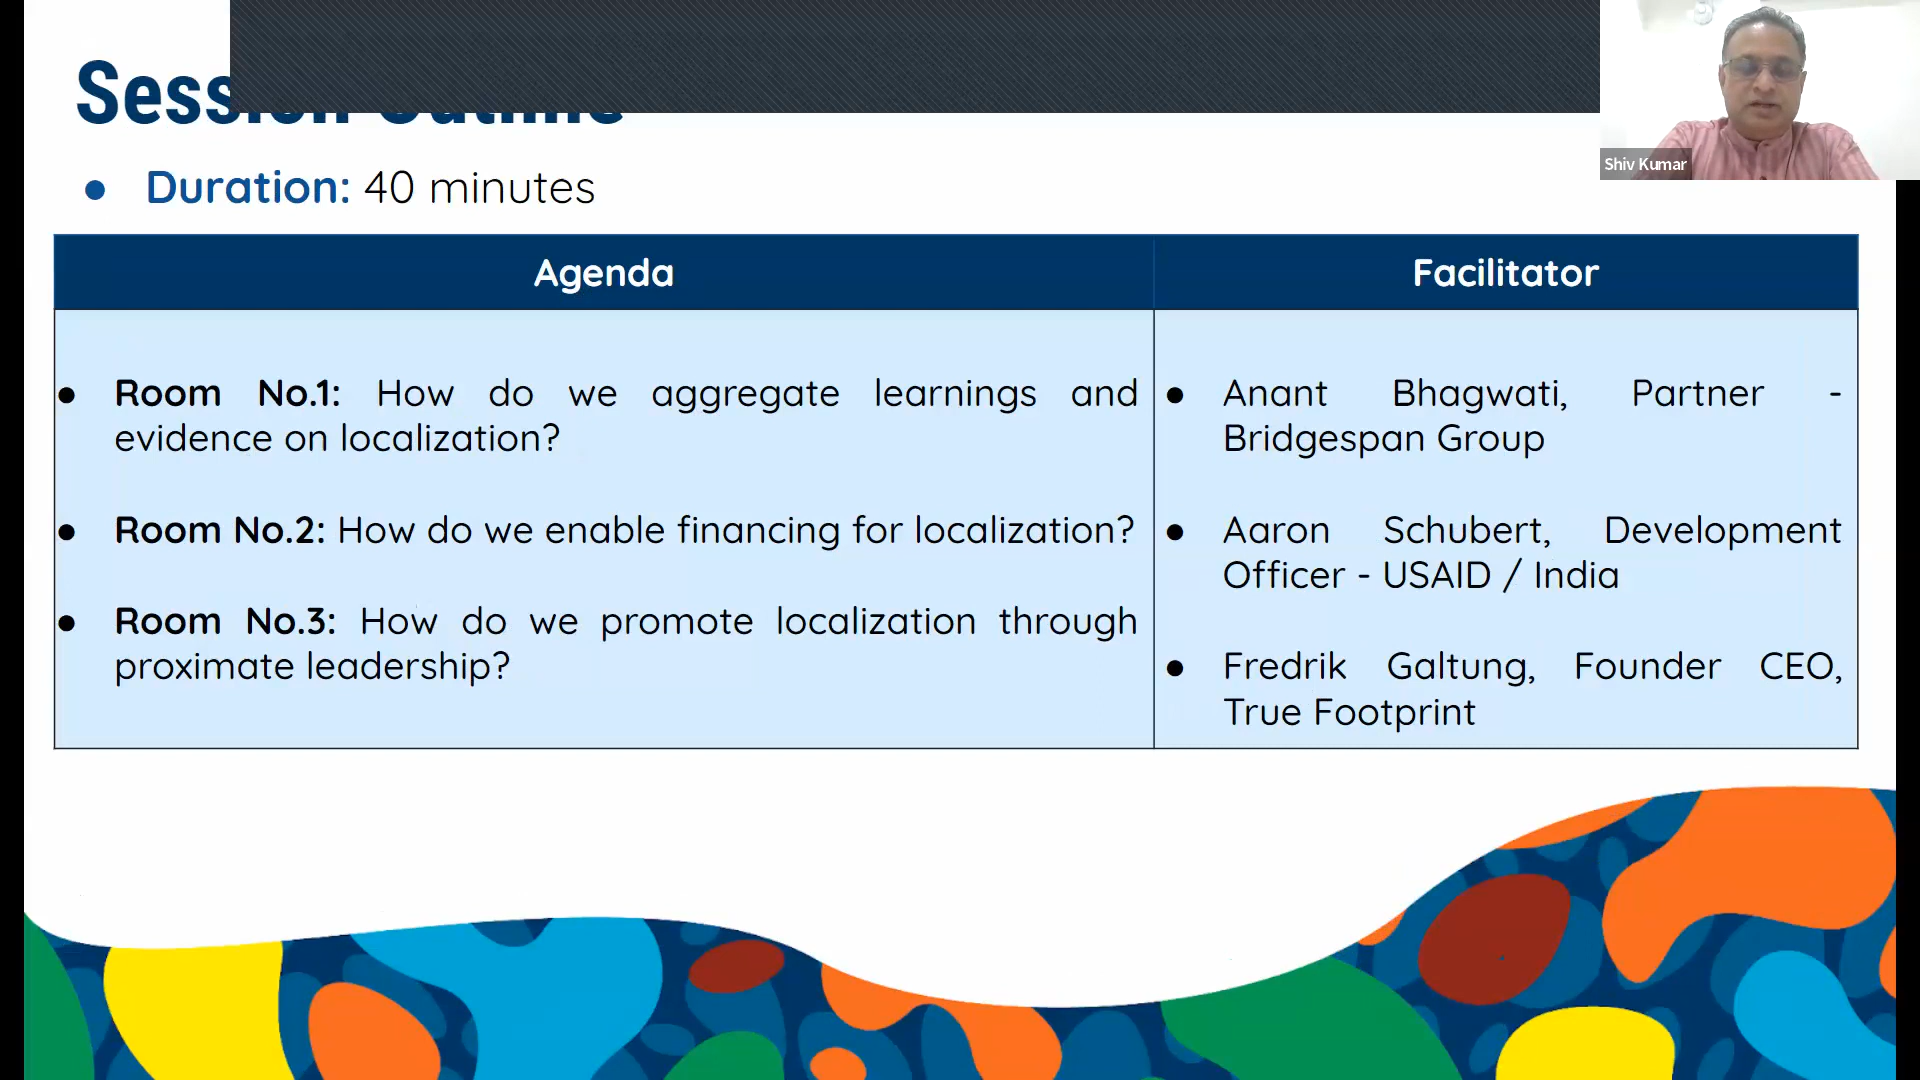 Session Outline
● Duration: 40 minutes
Agenda
Facilitator
● Room No.1: How do we aggregate learnings and
evidence on localization?
● Room No.2: How do we enable financing for localization?
● Room No.3: How do we promote localization through
proximate leadership?
● Anant Bhagwati, Partner -
Bridgespan Group
● Aaron Schubert, Development
Officer - USAID / India
● Fredrik Galtung, Founder CEO,
True Footprint
Shiv Kumar